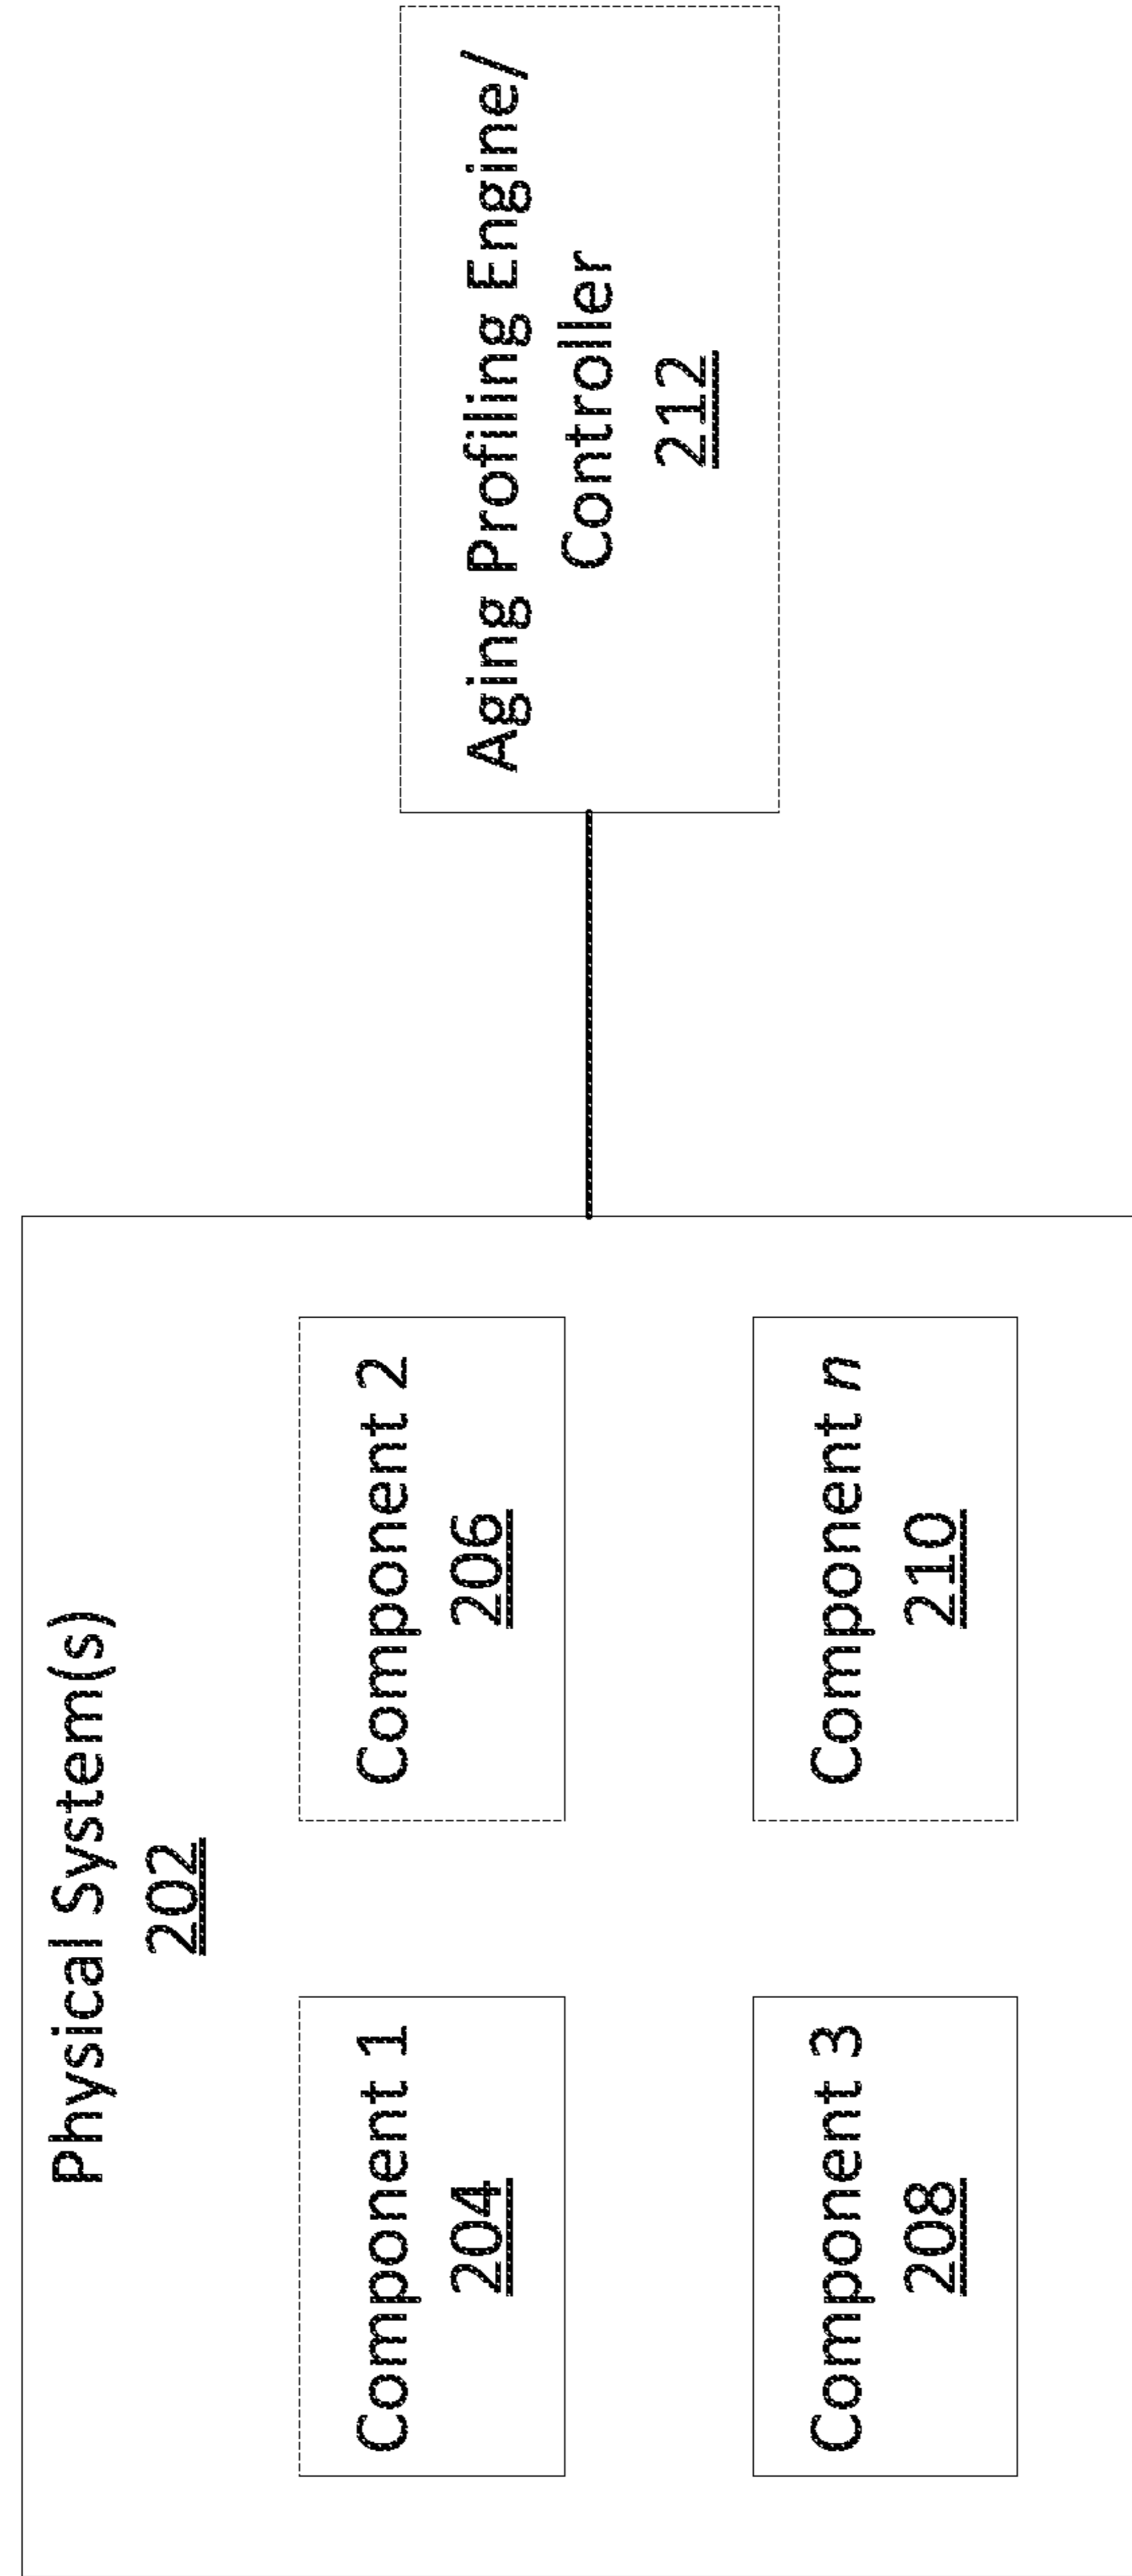 Physical System(s)
202
Component 1
204
Component 2
206
Component 3
208
Component n
210
Aging Profiling Engine/
Controller
212